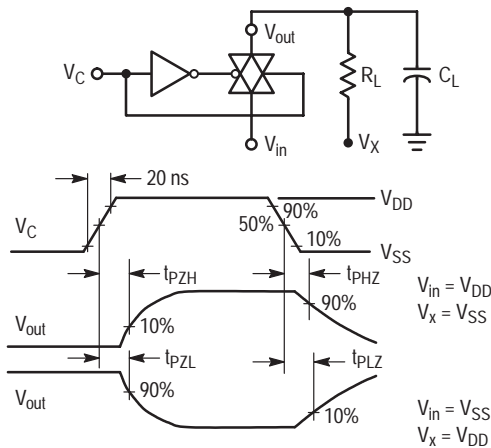 V_out
V_C
R_L
C_L
V_in
V_X
20 ns
V_DD
90%
50%
V_C
10%
V_SS
t_PZH
t_PHZ
V_in = V_DD
V_x = V_SS
90%
10%
V_out
t_PZL
t_PLZ
V_out
90%
10%
V_in = V_SS
V_x = V_DD